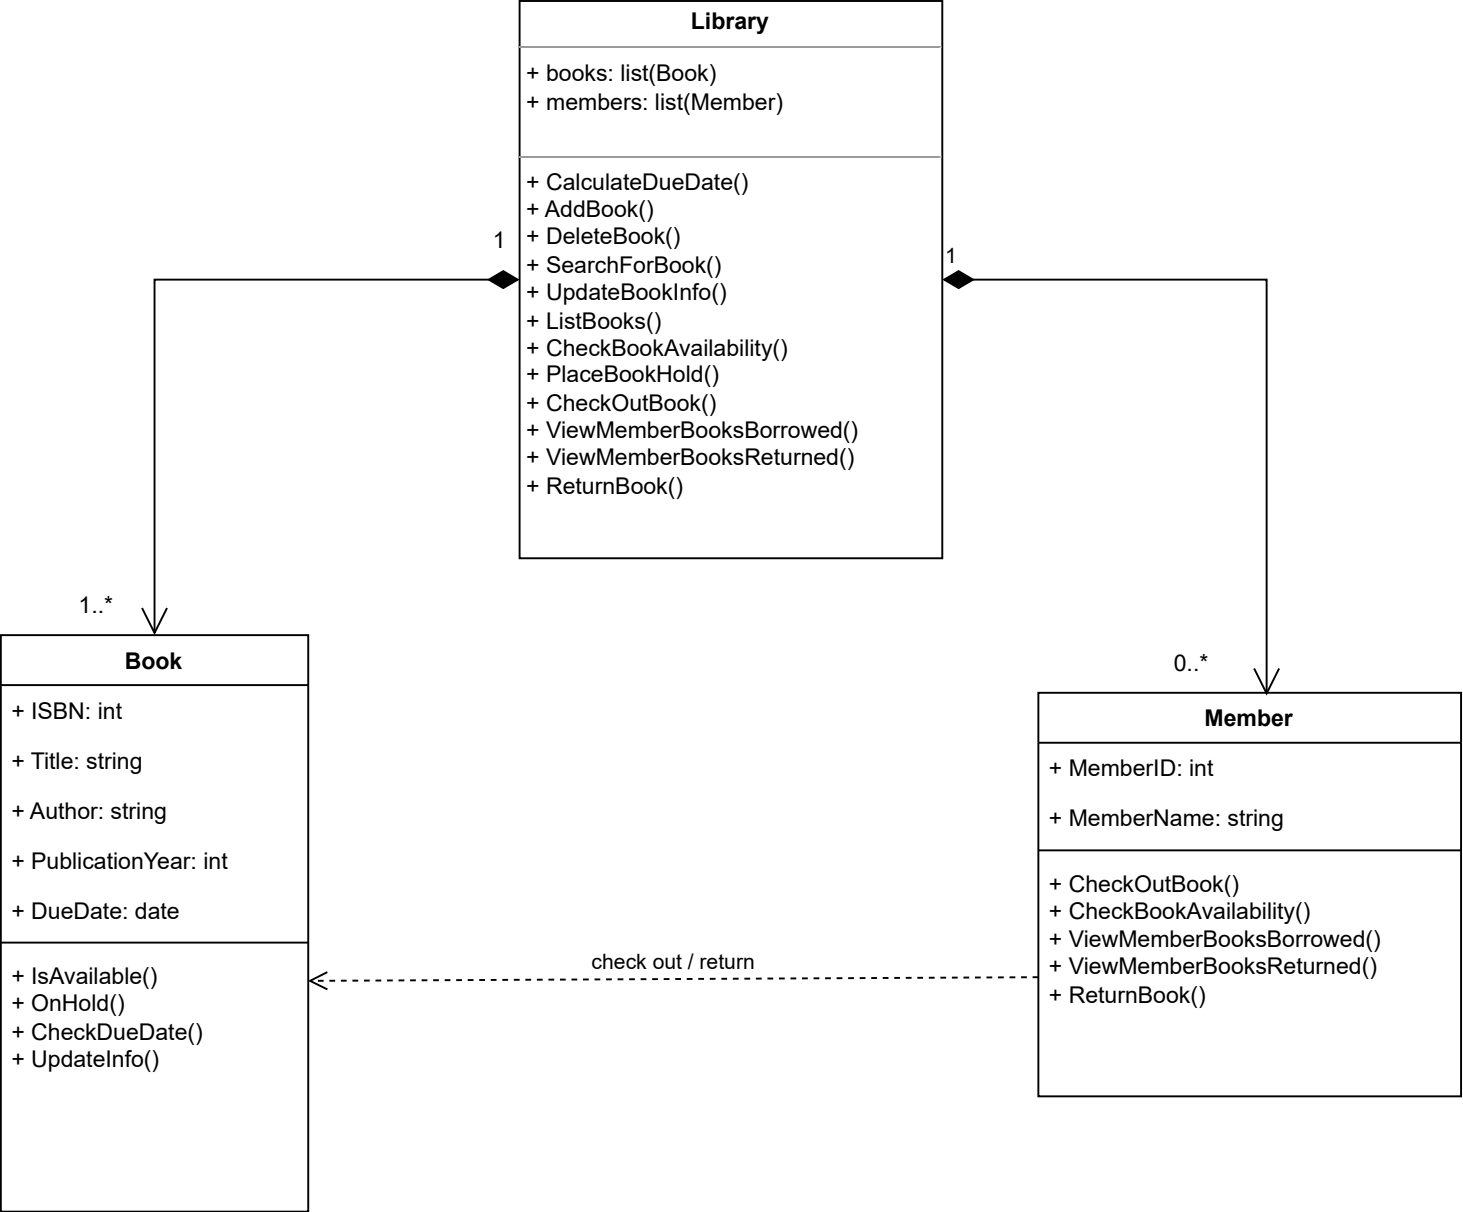 Library
+ books: list(Book)
+ members: list(Member)
+ CalculateDueDate()
+ AddBook()
+ DeleteBook()
+ SearchForBook()
+ UpdateBookInfo()
+ ListBooks()
+ CheckBookAvailability()
+ PlaceBookHold()
+ CheckOutBook()
+ ViewMemberBooksBorrowed()
+ ViewMemberBooksReturned()
+ ReturnBook()
1
1
1..*
0..*
Book
+ ISBN: int
+ Title: string
+ Author: string
+ PublicationYear: int
+ DueDate: date
+ IsAvailable()
+ OnHold()
+ CheckDueDate()
+ UpdateInfo()
check out / return
Member
+ MemberID: int
+ MemberName: string
+ CheckOutBook()
+ CheckBookAvailability()
+ ViewMemberBooksBorrowed()
+ ViewMemberBooksReturned()
+ ReturnBook()